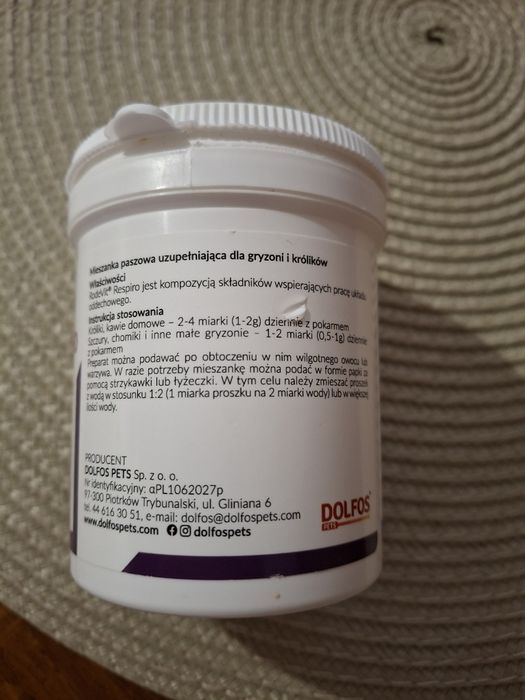 Mieszanka paszowa uzupełniająca dla gryzoni i królików
Właściwości
RodeVit® Respiro jest kompozycją składników wspierających pracę układu
oddechowego.
Instrukcja stosowania
Króliki, kawie domowe – 2-4 miarki (1-2g) dziennie z pokarmem
Szczury, chomiki i inne małe gryzonie – 1-2 miarki (0,5-1g) dziennie
z pokarmem
Preparat można podawać po obtoczeniu w nim wilgotnego owocu lub
warzywa. W razie potrzeby mieszankę można podać w formie papki za
pomocą strzykawki lub łyżeczki. W tym celu należy zmieszać proszek
z wodą w stosunku 1:2 (1 miarka proszku na 2 miarki wody) lub w większej
ilości wody.
PRODUCENT
DOLFOS PETS Sp. z o. o.
Nr identyfikacyjny: αPL1062027p
97-300 Piotrków Trybunalski, ul. Gliniana 6
tel. 44 616 30 51, e-mail: dolfos@dolfospets.com
www.dolfospets.com dolfospets
DOLFOS
PETS